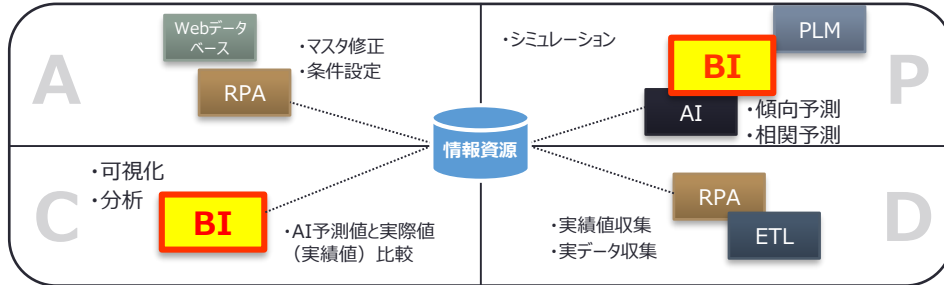 A
Webデータ
ベース
RPA
・マスタ修正
・条件設定
・シミュレーション
PLM
BI
AI
・傾向予測
・相関予測
P
情報資源
C
・可視化
・分析
BI
・AI予測値と実際値
（実績値）比較
・実績値収集
・実データ収集
RPA
ETL
D